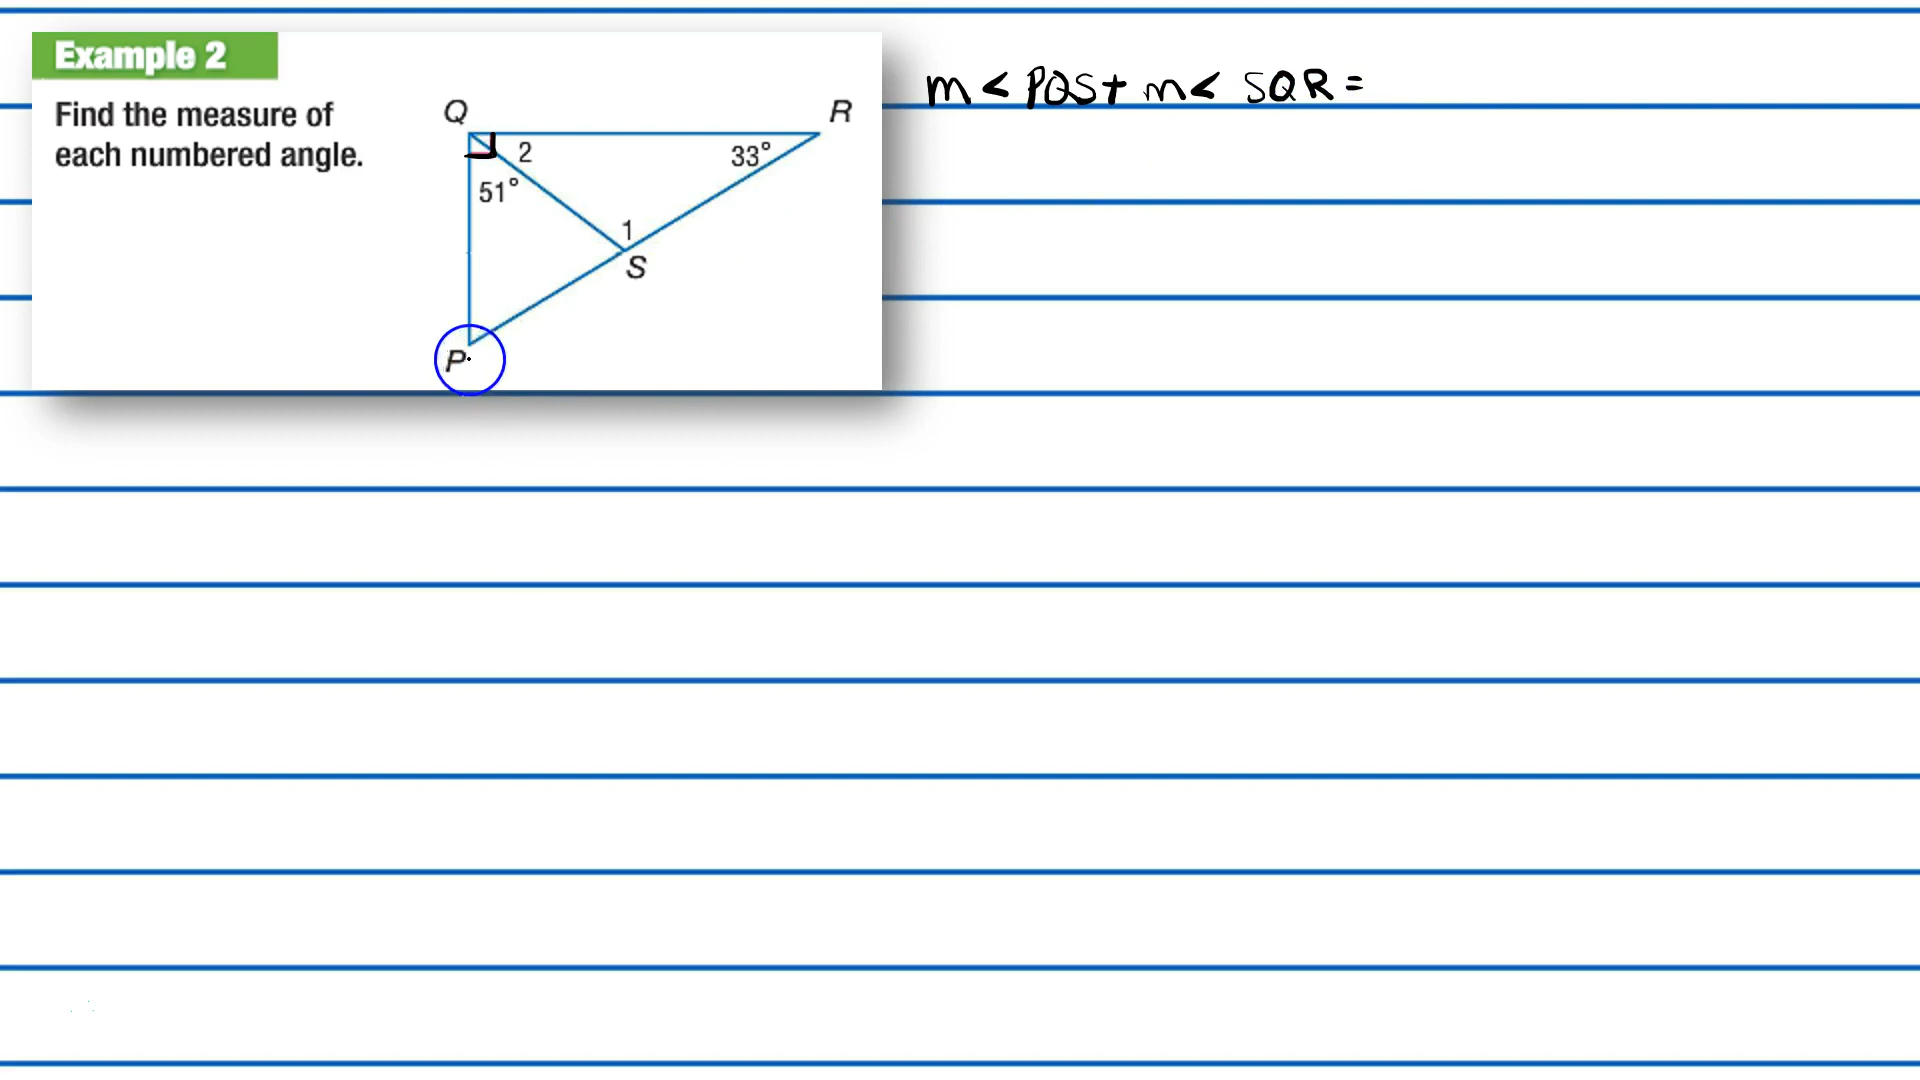 Example 2
Find the measure of
each numbered angle.
Q
R
2
33°
51°
1
S
P
m < PQS + m < SQR =